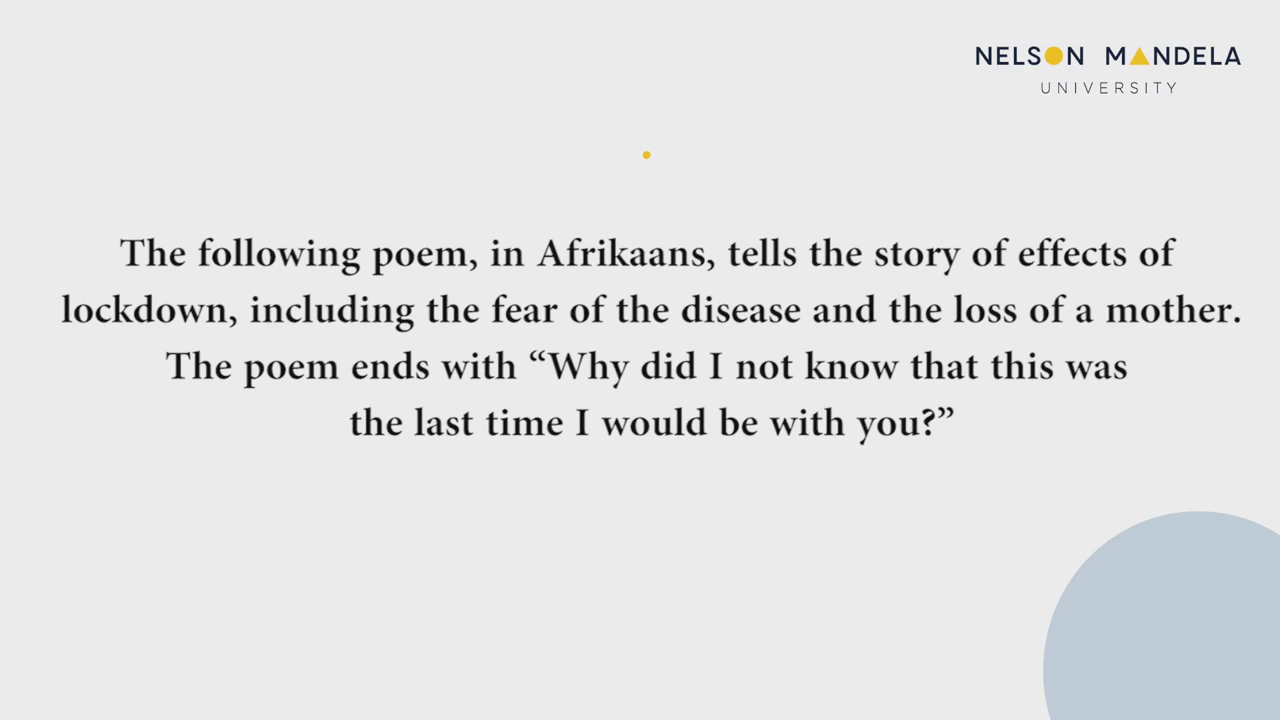 NELSON MANDELA
UNIVERSITY
The following poem, in Afrikaans, tells the story of effects of
lockdown, including the fear of the disease and the loss of a mother.
The poem ends with “Why did I not know that this was
the last time I would be with you?”